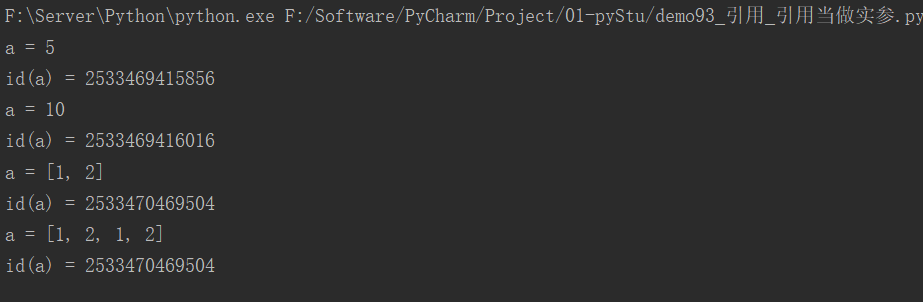 F:\Server\Python\python.exe F:/Software/PyCharm/Project/01-pyStu/demo93_引用_引用当做实参.py
a = 5
id(a) = 2533469415856
a = 10
id(a) = 2533469416016
a = [1, 2]
id(a) = 2533470469504
a = [1, 2, 1, 2]
id(a) = 2533470469504